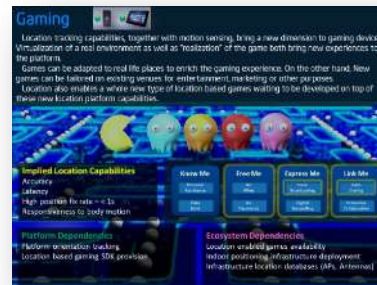 Gaming
Location tracking capabilities, together with motion sensing, bring a new dimension to gaming device
Virtualization of a real environment as well as "realization" of the game both bring new experiences to
the platform.
Games can be adapted to real life places to enrich the gaming experience. On the other hand, New
games can be tailored on existing venues for entertainment, marketing or other purposes.
Location also enables a whole new type of location based games waiting to be developed on top of
these new location platform capabilities.
Implied Location Capabilities
Accuracy
Latency
High position fix rate - < 1s
Responsiveness to body motion
Know Me
Free Me
Express Me
Link Me
Platform Dependencies
Platform orientation tracking
Location based gaming SDK provision
Ecosystem Dependencies
Location enabled games availability
Indoor positioning infrastructure deployment
Infrastructure location databases (APs, Antennas)